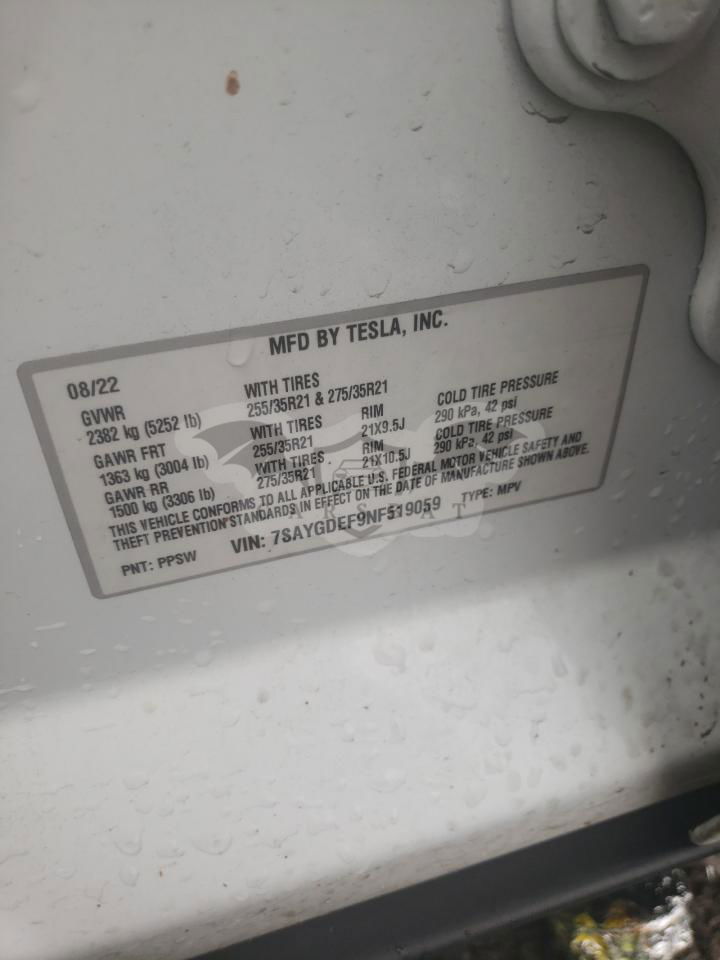 MFD BY TESLA, INC.
08/22
GVWR WITH TIRES
2382 kg (5252 lb) 255/35R21 & 275/35R21
GAWR FRT WITH TIRES RIM COLD TIRE PRESSURE
1363 kg (3004 lb) 255/35R21 21X9.5J 290 kPa, 42 psi
GAWR RR WITH TIRES RIM COLD TIRE PRESSURE
1500 kg (3306 lb) 275/35R21 21X10.5J 290 kPa, 42 psi
THIS VEHICLE CONFORMS TO ALL APPLICABLE U.S. FEDERAL MOTOR VEHICLE SAFETY AND
THEFT PREVENTION STANDARDS IN EFFECT ON THE DATE OF MANUFACTURE SHOWN ABOVE.
PNT: PPSW VIN: 7SAYGDEF9NF519059 TYPE: MPV